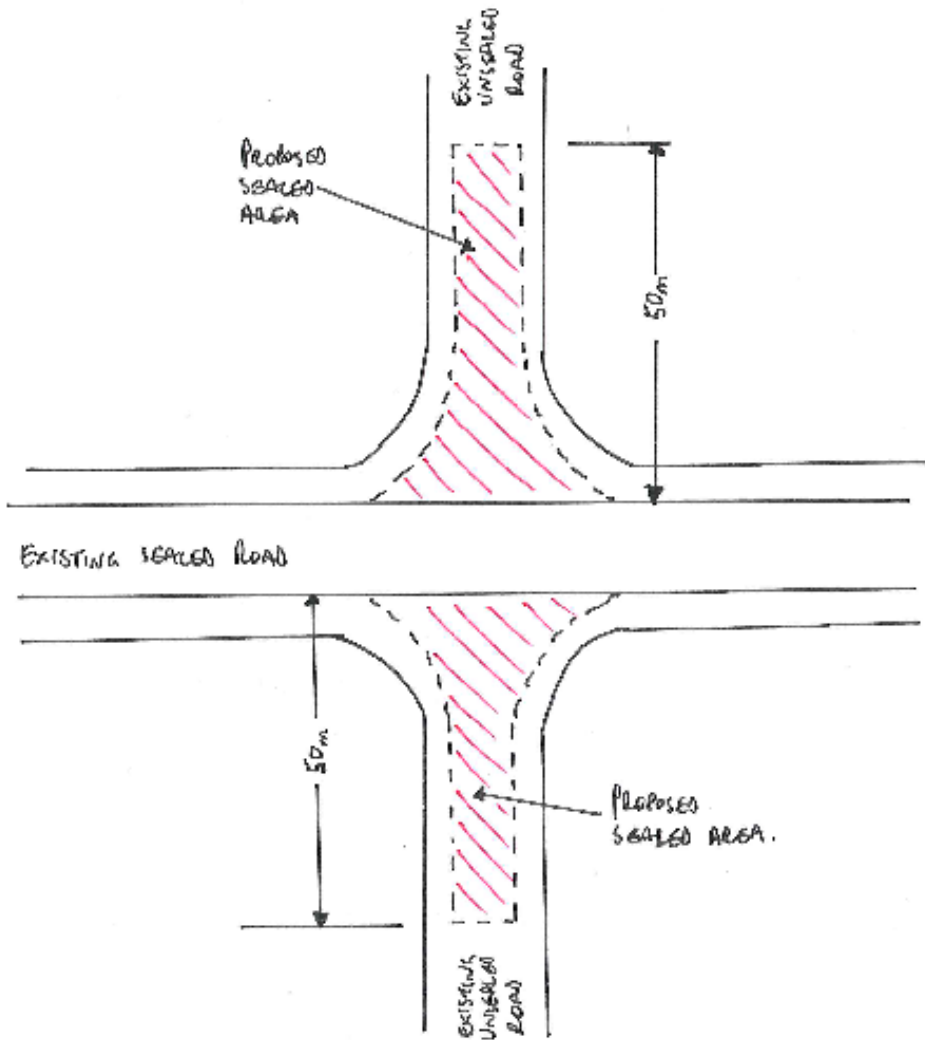 EXISTING
UNSEALED
ROAD
PROPOSED
SEALED
AREA
50m
EXISTING SEALED ROAD
50m
PROPOSED
SEALED AREA.
EXISTING
UNSEALED
ROAD